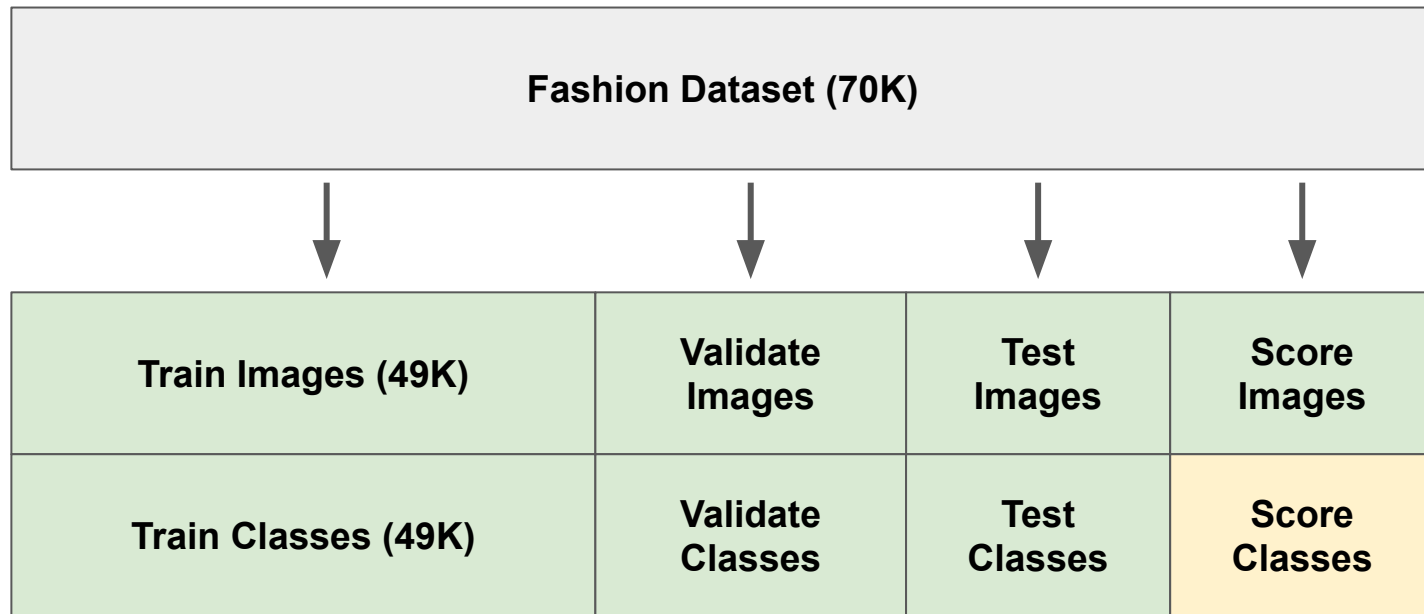 Fashion Dataset (70K)
Train Images (49K)
Validate
Images
Test
Images
Score
Images
Train Classes (49K)
Validate
Classes
Test
Classes
Score
Classes